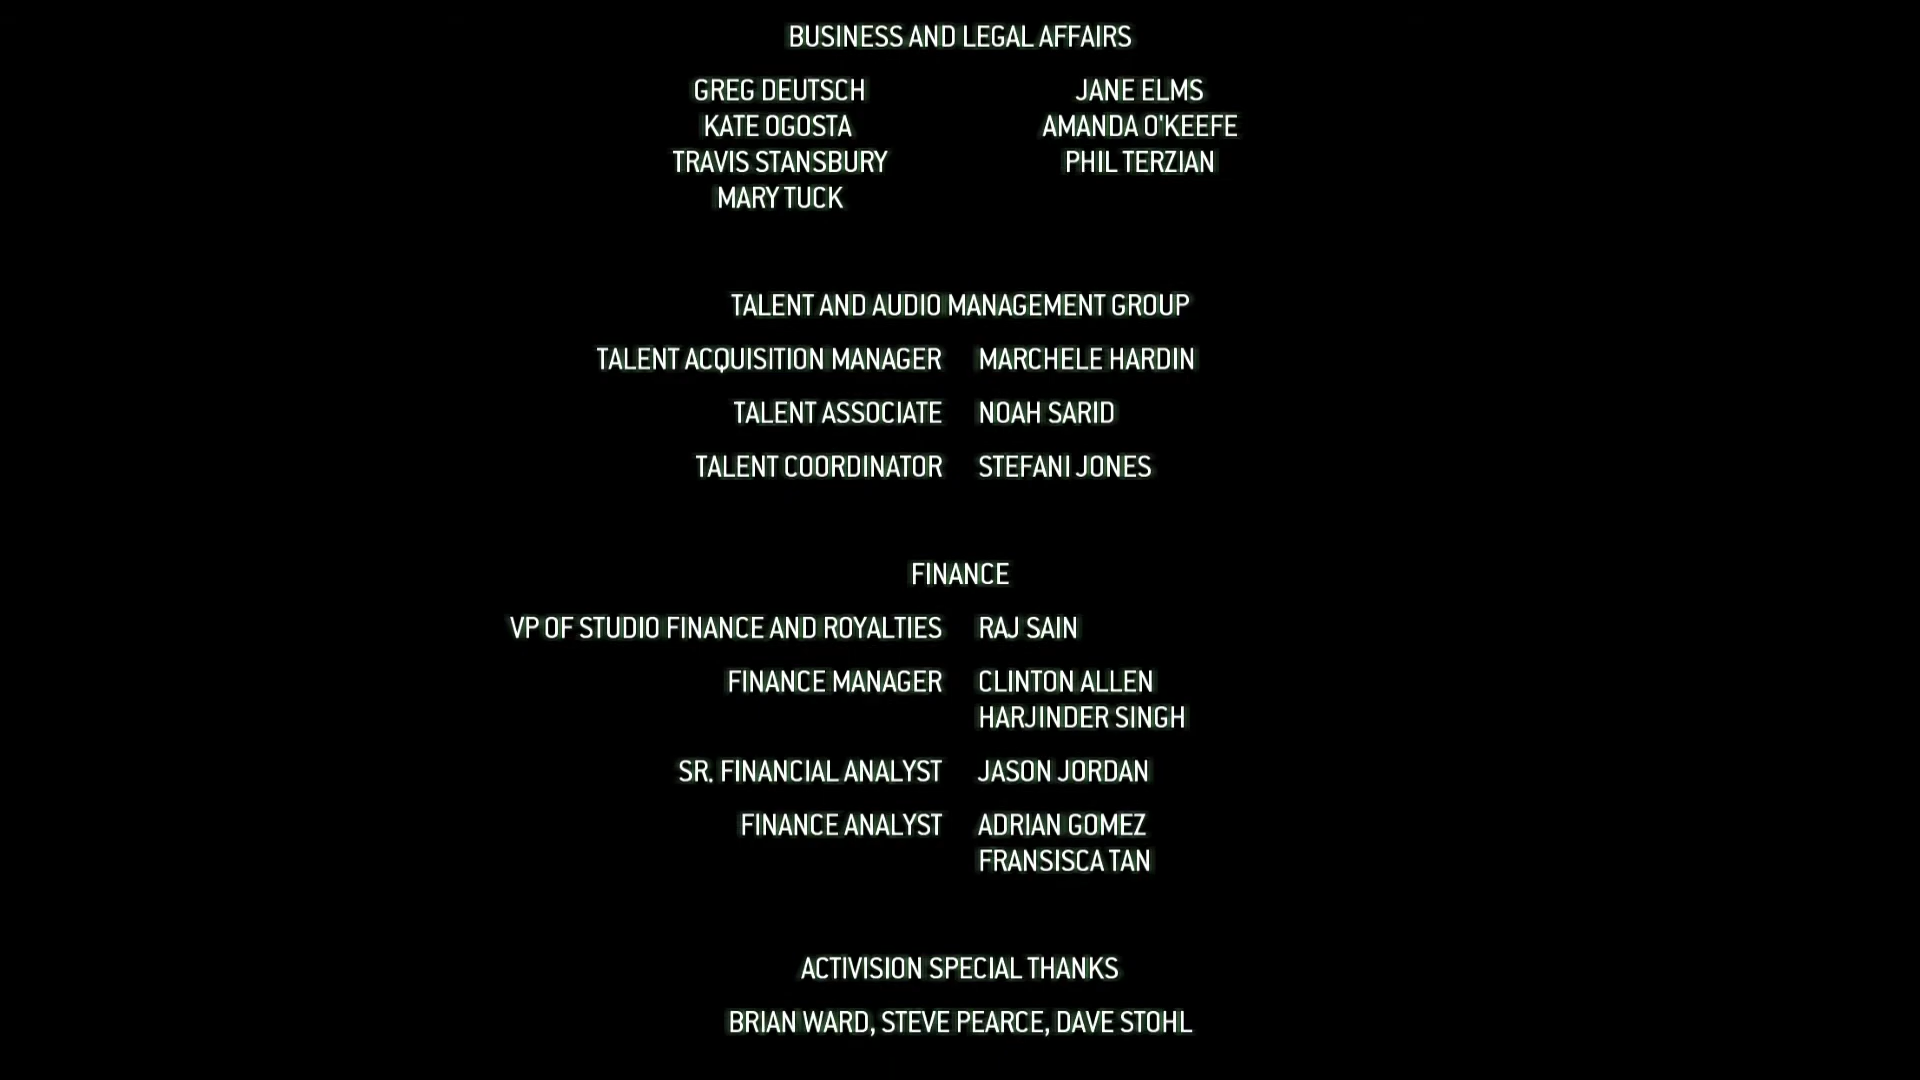 BUSINESS AND LEGAL AFFAIRS
GREG DEUTSCH JANE ELMS
KATE OGOSTA AMANDA O'KEEFE
TRAVIS STANSBURY PHIL TERZIAN
MARY TUCK
TALENT AND AUDIO MANAGEMENT GROUP
TALENT ACQUISITION MANAGER MARCHELE HARDIN
TALENT ASSOCIATE NOAH SARID
TALENT COORDINATOR STEFANI JONES
FINANCE
VP OF STUDIO FINANCE AND ROYALTIES RAJ SAIN
FINANCE MANAGER CLINTON ALLEN
HARJINDER SINGH
SR. FINANCIAL ANALYST JASON JORDAN
FINANCE ANALYST ADRIAN GOMEZ
FRANSISCA TAN
ACTIVISION SPECIAL THANKS
BRIAN WARD, STEVE PEARCE, DAVE STOHL